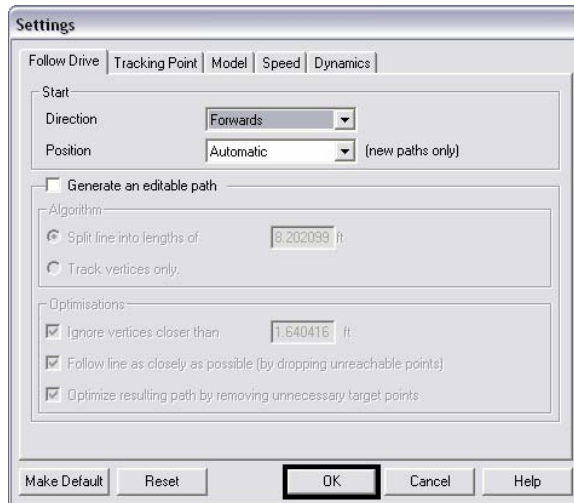 Settings
Follow Drive Tracking Point Model Speed Dynamics
Start
Direction Forwards
Position Automatic (new paths only)
Generate an editable path
Algorithm
Split line into lengths of 8.202099 ft
Track vertices only.
Optimisations
Ignore vertices closer than 1.640416 ft
Follow line as closely as possible (by dropping unreachable points)
Optimize resulting path by removing unnecessary target points
Make Default Reset OK Cancel Help